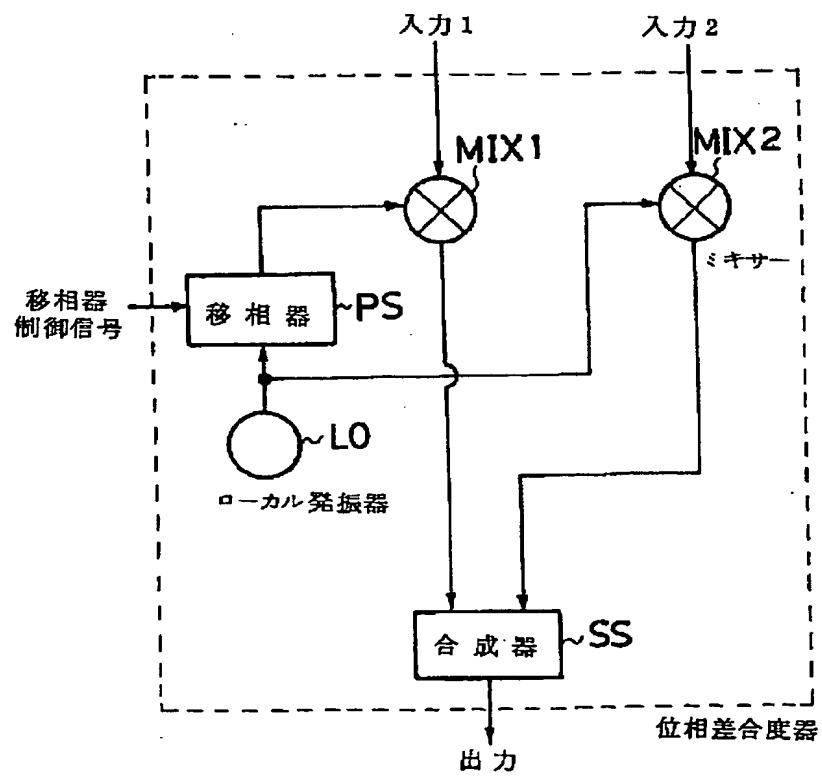 入力1
入力2
MIX1
MIX2
ミキサー
移相器
制御信号
移相器
PS
LO
ローカル発振器
合成器
SS
位相差合度器
出力